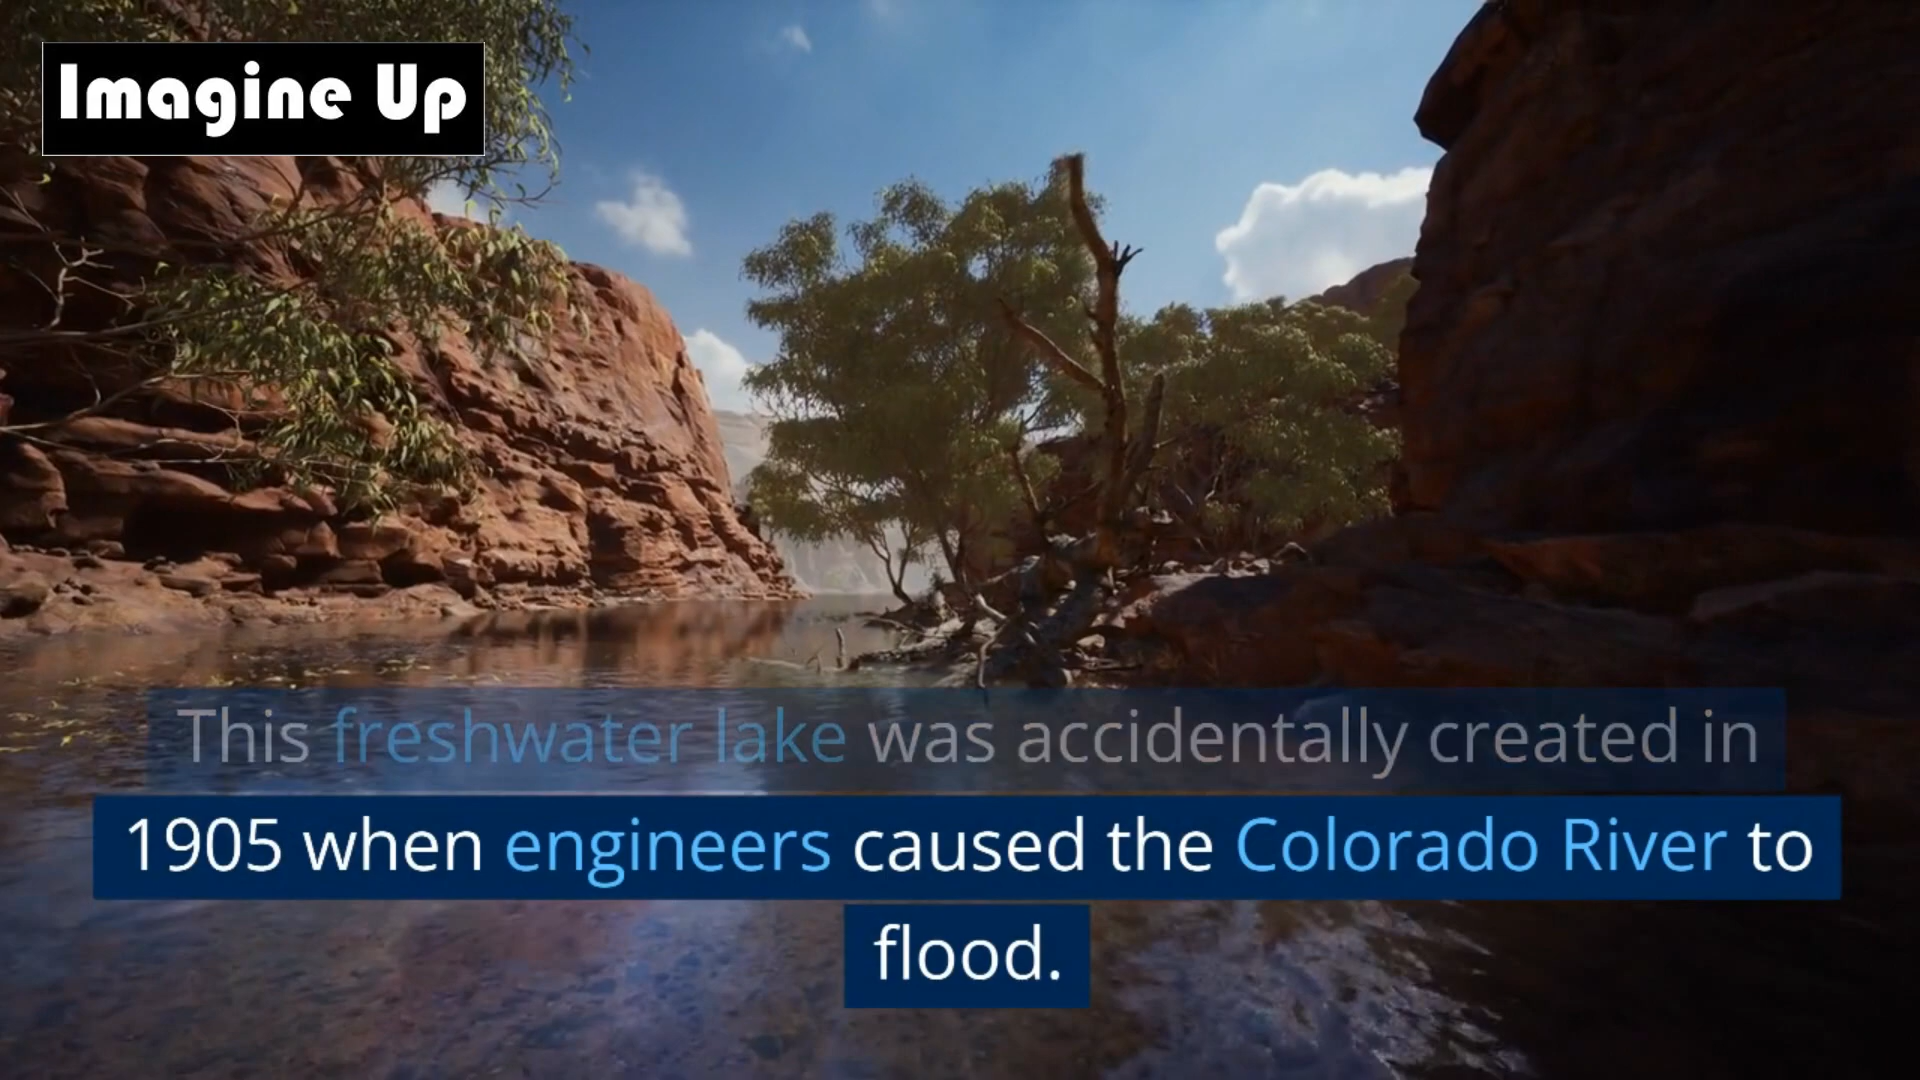 Imagine Up
This freshwater lake was accidentally created in
1905 when engineers caused the Colorado River to
flood.